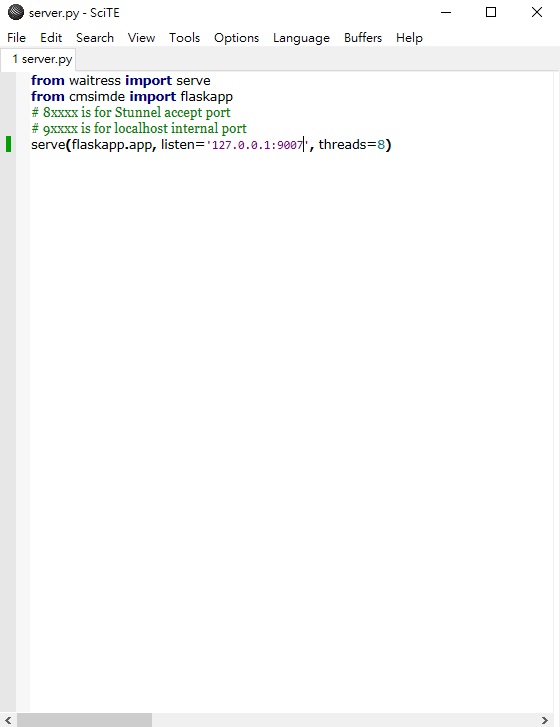 server.py - SciTE
File Edit Search View Tools Options Language Buffers Help
1 server.py
from waitress import serve
from cmsimde import flaskapp
# 8xxxx is for Stunnel accept port
# 9xxxx is for localhost internal port
serve(flaskapp.app, listen='127.0.0.1:9007', threads=8)